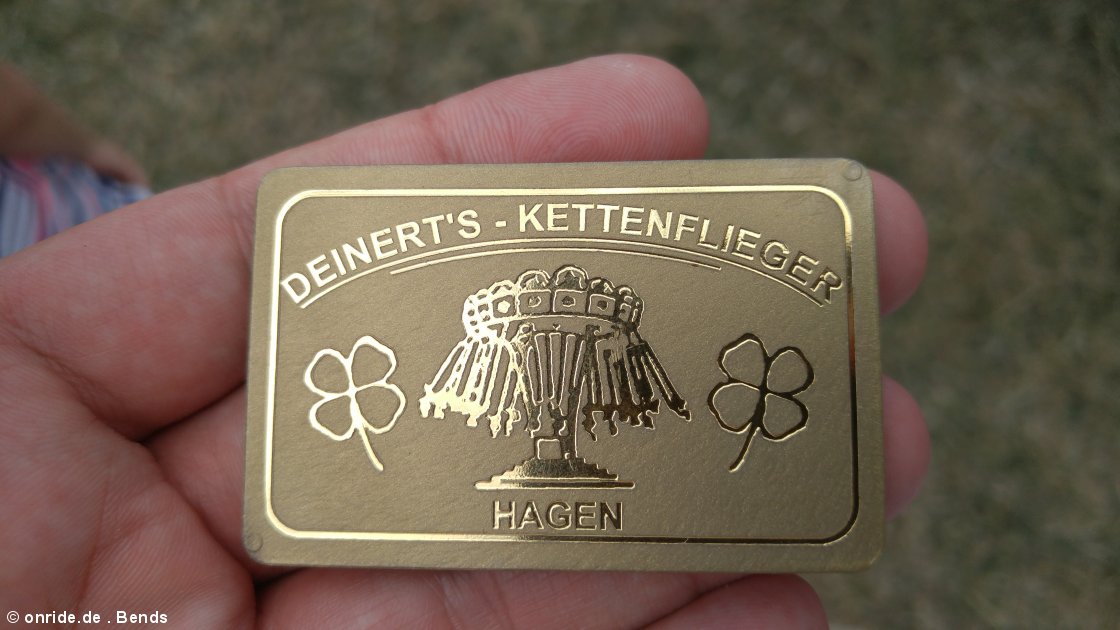 DEINERT'S - KETTENFLIEGER
HAGEN
© onride.de . Bends